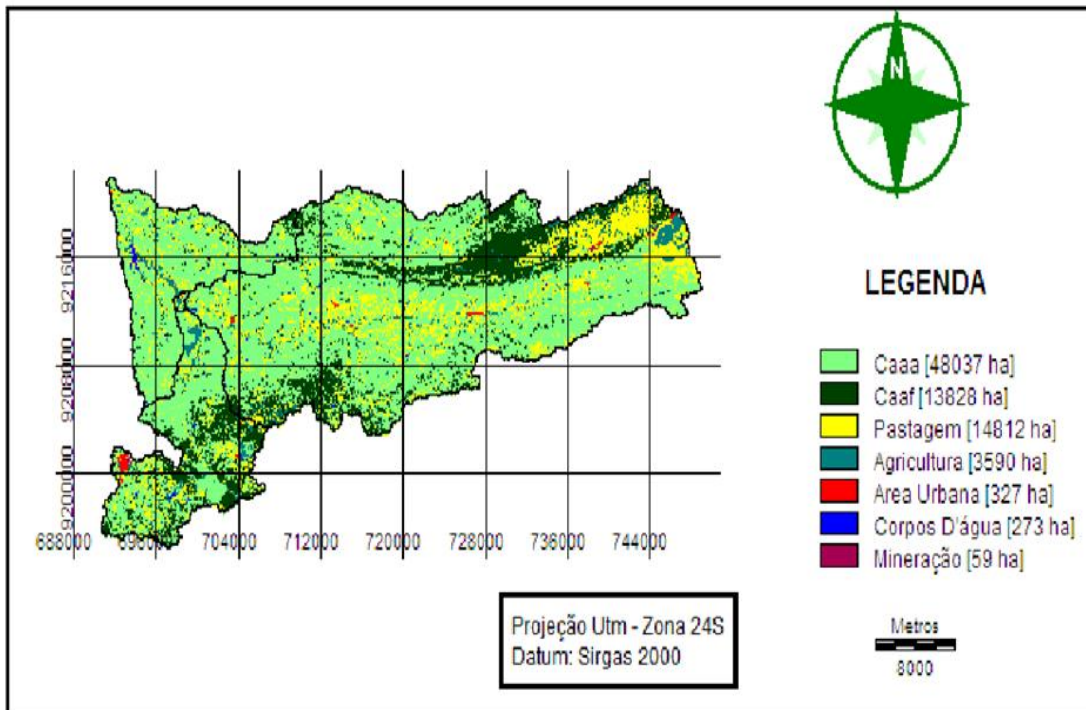 N
9216000
9208000
9200000
688000 696000 704000 712000 720000 728000 736000 744000
LEGENDA
Caaa [48037 ha]
Caaf [13828 ha]
Pastagem [14812 ha]
Agricultura [3590 ha]
Area Urbana [327 ha]
Corpos D'água [273 ha]
Mineração [59 ha]
Projeção Utm - Zona 24S
Datum: Sirgas 2000
Metros
8000